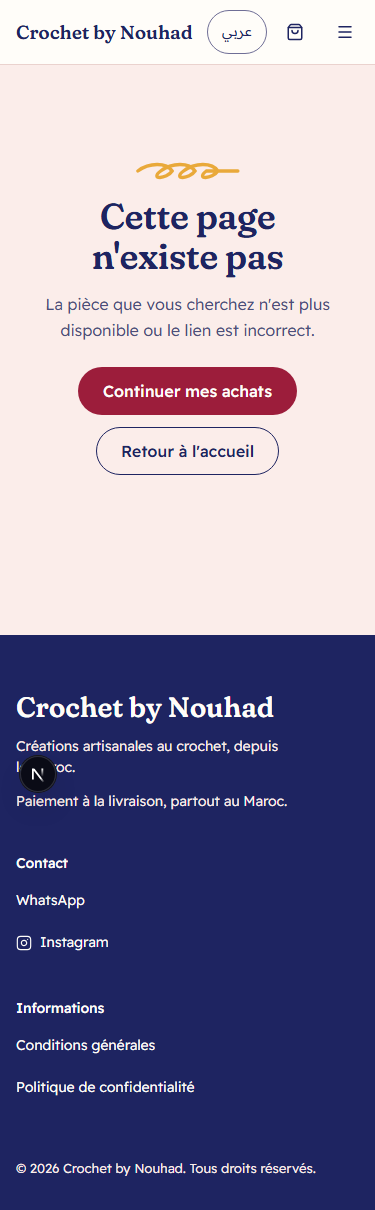 Crochet by Nouhad
عربي
Cette page
n'existe pas
La pièce que vous cherchez n'est plus
disponible ou le lien est incorrect.
Continuer mes achats
Retour à l'accueil
Crochet by Nouhad
Créations artisanales au crochet, depuis
N
Paiement à la livraison, partout au Maroc.
Contact
WhatsApp
Instagram
Informations
Conditions générales
Politique de confidentialité
© 2026 Crochet by Nouhad. Tous droits réservés.